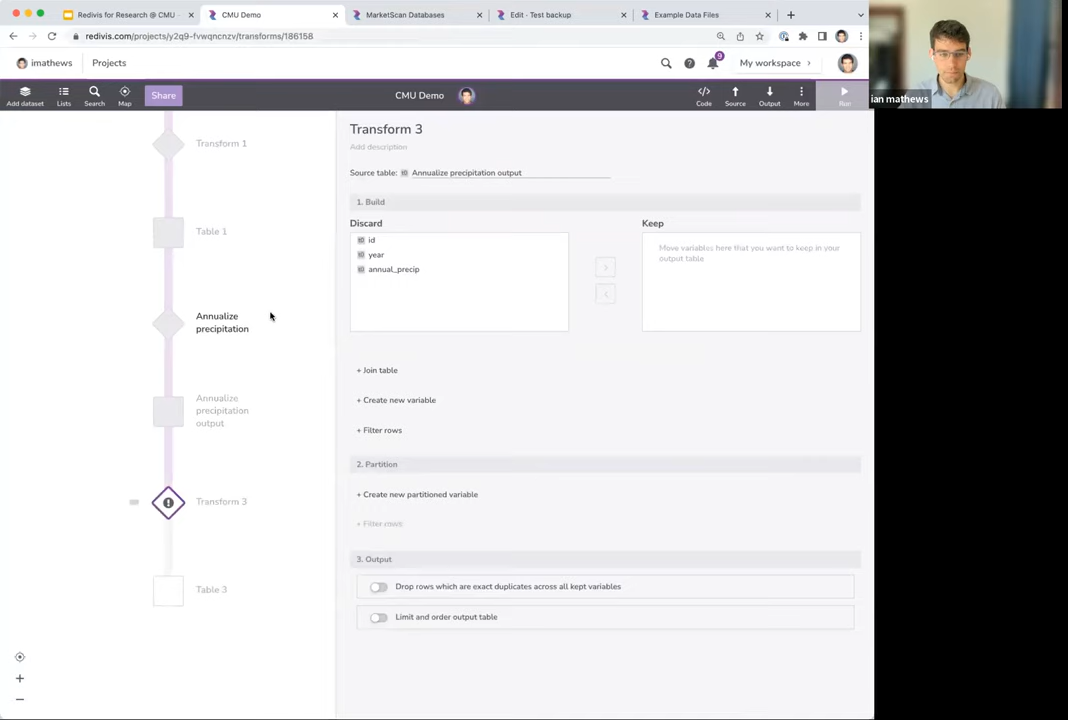 Redivis for Research @ CMU -
CMU Demo
MarketScan Databases
Edit · Test backup
Example Data Files
redivis.com/projects/y2q9-fvwqncnzv/transforms/186158
imathews
Projects
9
My workspace
ian mathews
Add dataset
Lists
Search
Map
Share
CMU Demo
Code
Source
Output
More
Run
Transform 1
Table 1
Annualize
precipitation
Annualize
precipitation
output
Transform 3
Table 3
Transform 3
Add description
Source table: t0 Annualize precipitation output
1. Build
Discard
Keep
t0 id
t0 year
t0 annual_precip
Move variables here that you want to keep in your
output table
+ Join table
+ Create new variable
+ Filter rows
2. Partition
+ Create new partitioned variable
+ Filter rows
3. Output
Drop rows which are exact duplicates across all kept variables
Limit and order output table